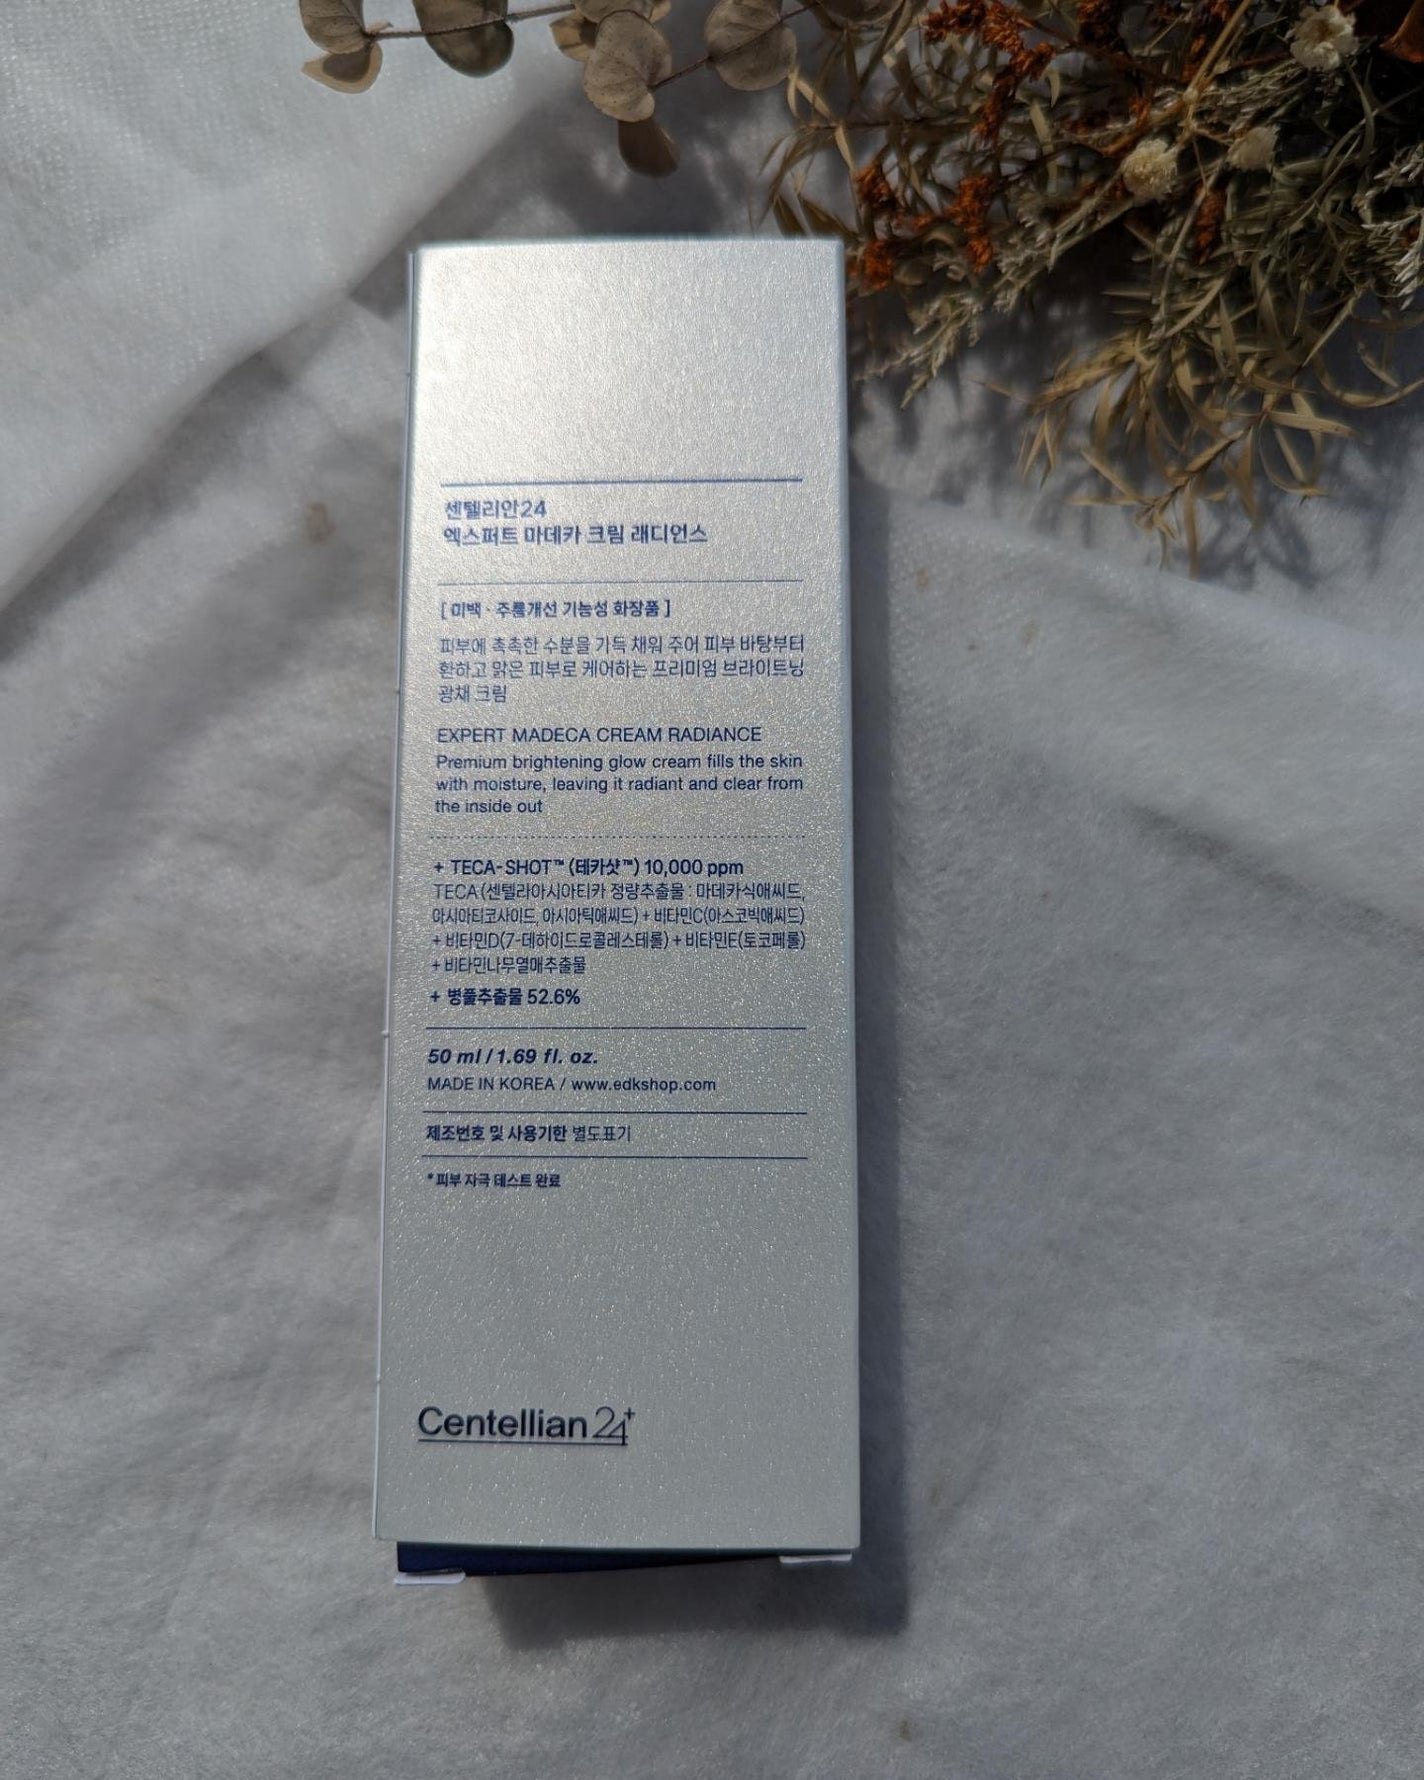 센텔리안24
엑스퍼트 마데카 크림 래디언스
[ 미백 · 주름개선 기능성 화장품 ]
피부에 촉촉한 수분을 가득 채워 주어 피부 바탕부터
환하고 맑은 피부로 케어하는 프리미엄 브라이트닝
광채 크림
EXPERT MADECA CREAM RADIANCE
Premium brightening glow cream fills the skin
with moisture, leaving it radiant and clear from
the inside out
+ TECA-SHOT™ (테카샷™) 10,000 ppm
TECA (센텔라아시아티카 정량추출물 : 마데카식애씨드,
아시아티코사이드, 아시아틱애씨드) + 비타민C(아스코빅애씨드)
+ 비타민D(7-데하이드로콜레스테롤) + 비타민E(토코페롤)
+ 비타민나무열매추출물
+ 병풀추출물 52.6%
50 ml / 1.69 fl. oz.
MADE IN KOREA / www.edkshop.com
제조번호 및 사용기한 별도표기
*피부 자극 테스트 완료
Centellian 24+